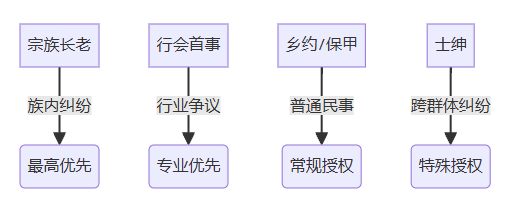 宗族长老
行会首事
乡约/保甲
士绅
族内纠纷
行业争议
普通民事
跨群体纠纷
最高优先
专业优先
常规授权
特殊授权